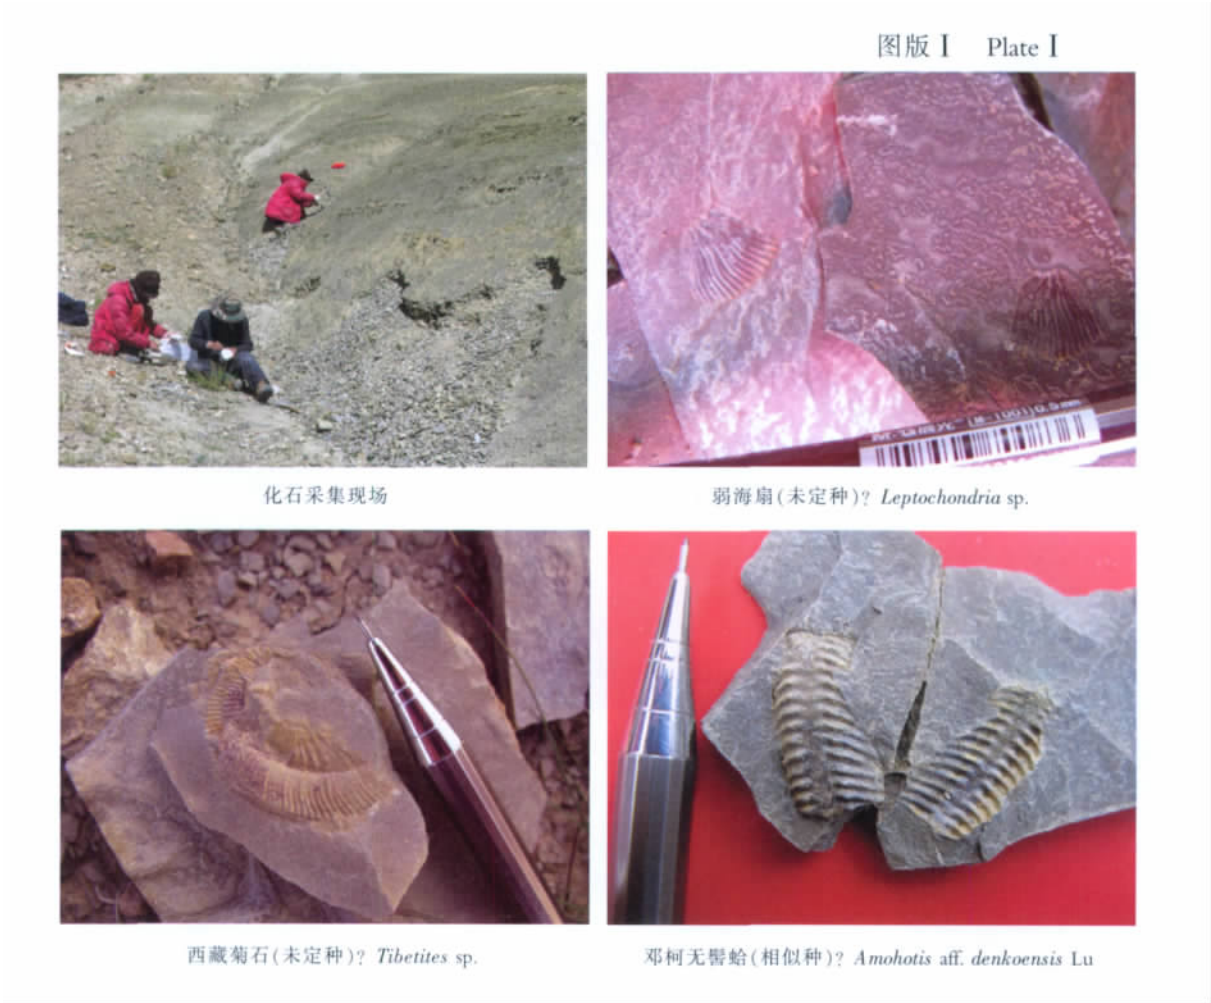 图版Ⅰ Plate Ⅰ
化石采集现场
弱海扇(未定种)? Leptochondria sp.
西藏菊石(未定种)? Tibetites sp.
邓柯无髻蛤(相似种)? Amohotis aff. denkoensis Lu